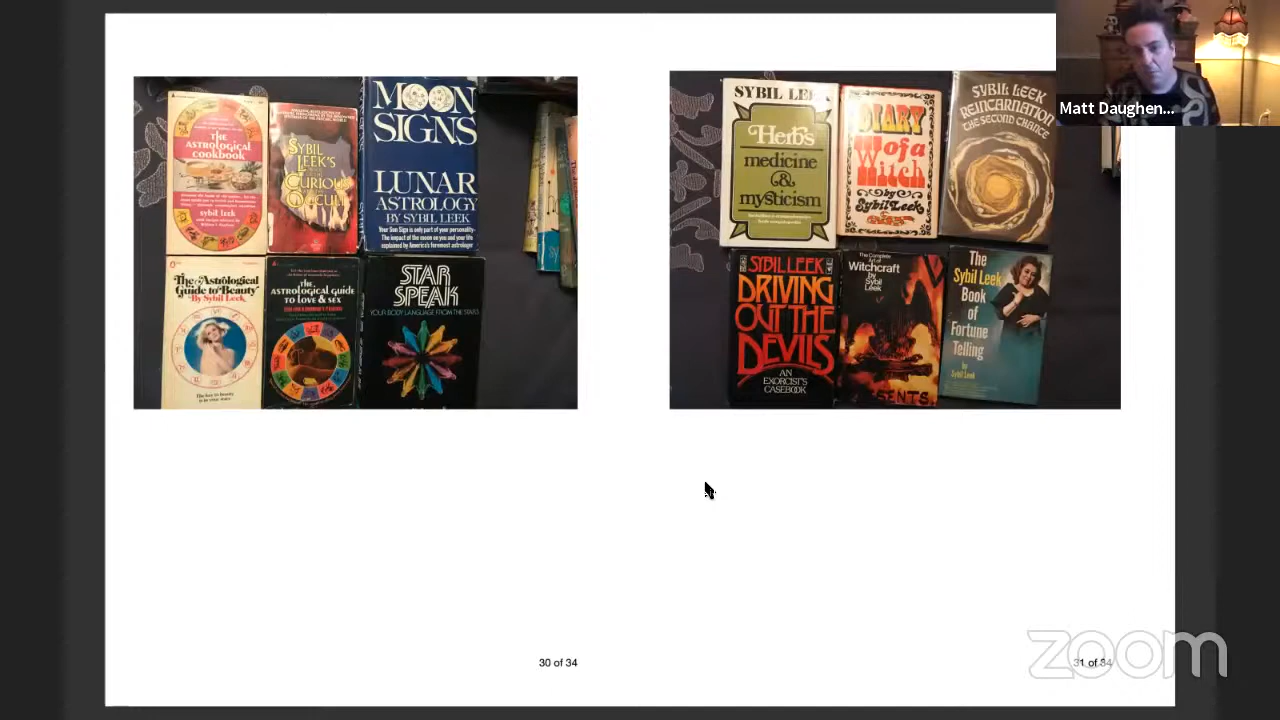 THE
ASTROLOGICAL
COOKBOOK
sybil leek
SYBIL
LEEK'S
CURIOUS
OCCULT
MOON
SIGNS
LUNAR
ASTROLOGY
BY SYBIL LEEK
Your Sun Sign is only part of your personality.
The impact of the moon on you and your life
explained by America's foremost astrologer
The Astrological
Guide to Beauty
By Sybil Leek
THE
ASTROLOGICAL GUIDE
TO LOVE & SEX
STAR
SPEAK
YOUR BODY LANGUAGE FROM THE STARS
SYBIL LEEK
Herbs
medicine
&
mysticism
DIARY
of a
Witch
by
Sybil Leek
SYBIL LEEK
REINCARNATION
THE SECOND CHANCE
SYBIL LEEK
DRIVING
OUT THE
DEVILS
AN
EXORCIST'S
CASEBOOK
The Complete
Art of
Witchcraft
by
Sybil
Leek
The
Sybil Leek
Book
of
Fortune
Telling
by
Sybil Leek
Matt Daughen...
30 of 34
31 of 34
zoom